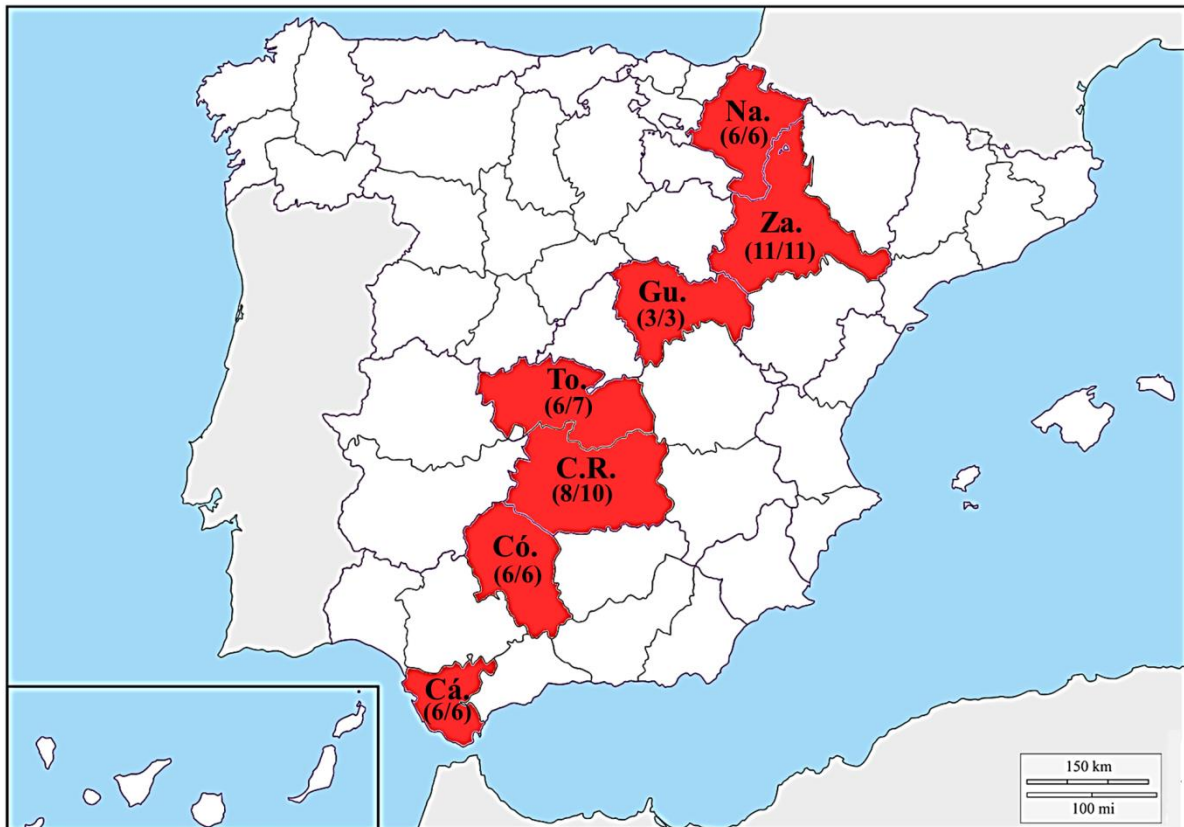 Na.
(6/6)
Za.
(11/11)
Gu.
(3/3)
To.
(6/7)
C.R.
(8/10)
Có.
(6/6)
Cá.
(6/6)
150 km
100 mi